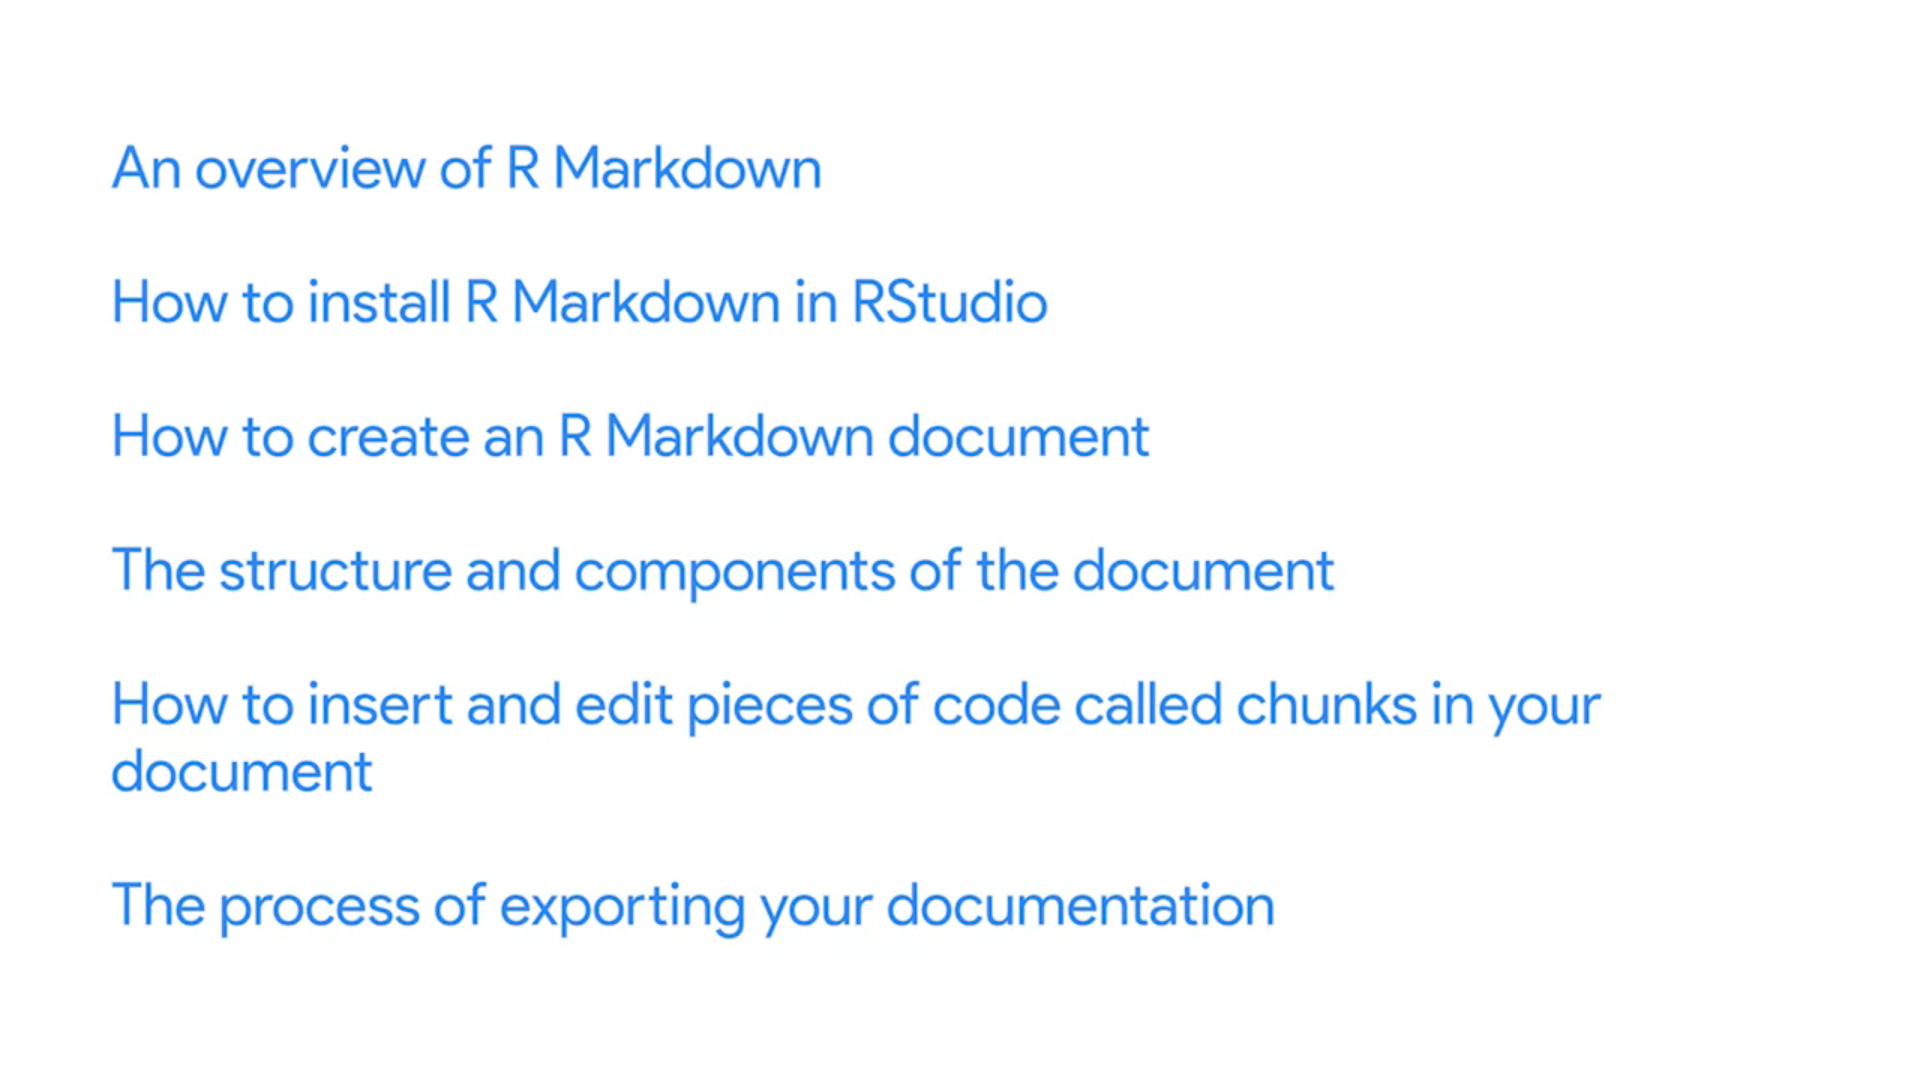 An overview of R Markdown
How to install R Markdown in RStudio
How to create an R Markdown document
The structure and components of the document
How to insert and edit pieces of code called chunks in your
document
The process of exporting your documentation